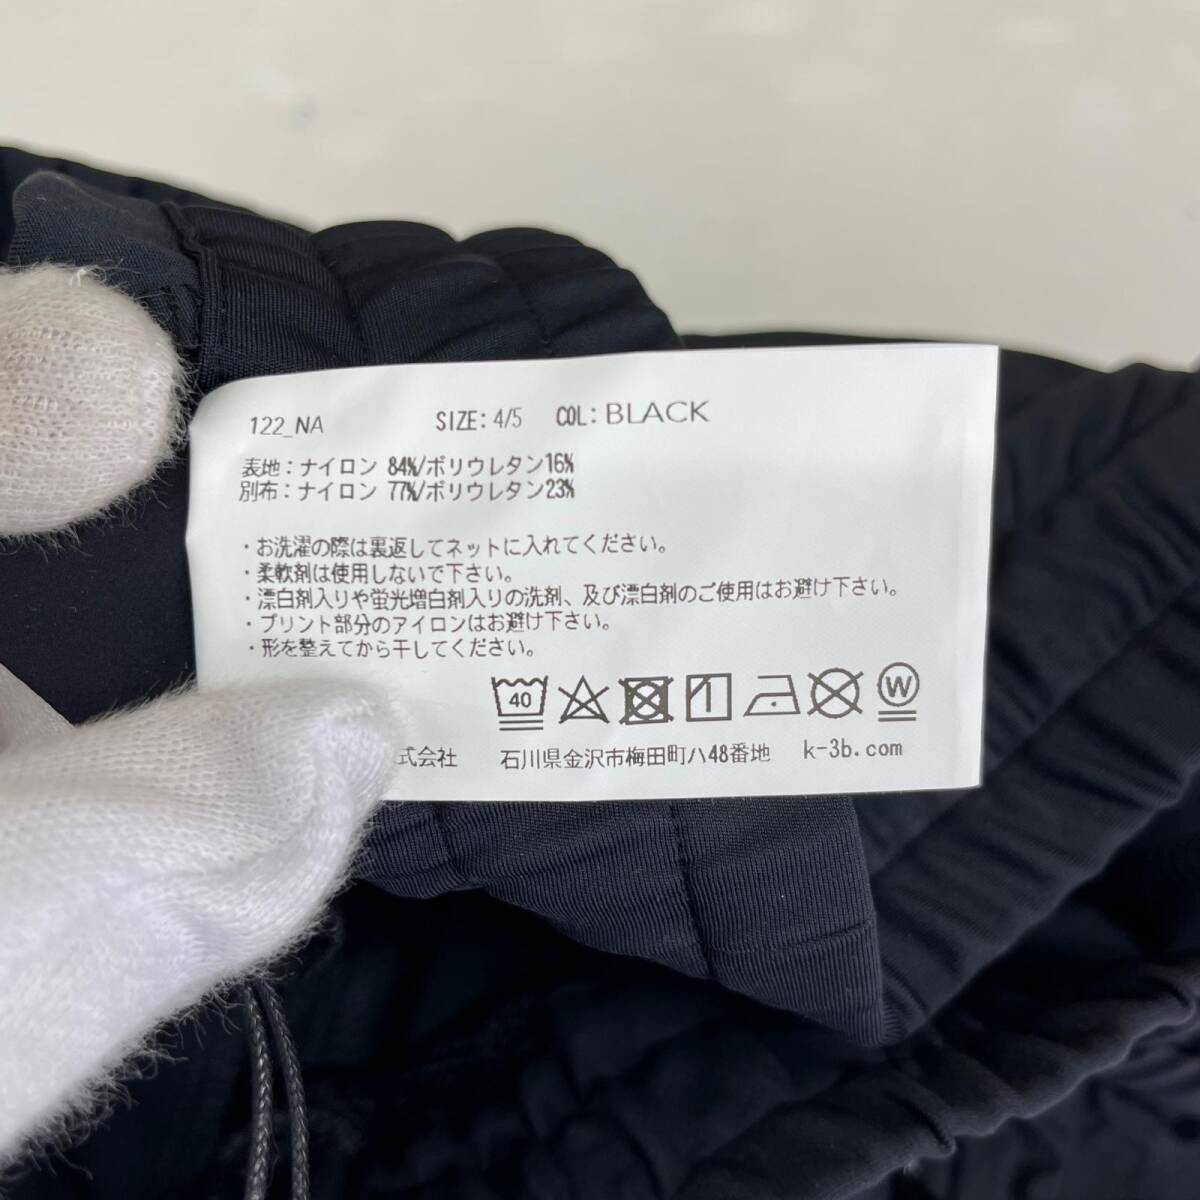 122_NA SIZE: 4/5 COL: BLACK
表地：ナイロン 84%/ポリウレタン16%
別布：ナイロン 77%/ポリウレタン23%
・お洗濯の際は裏返してネットに入れてください。
・柔軟剤は使用しないで下さい。
・漂白剤入りや蛍光増白剤入りの洗剤、及び漂白剤のご使用はお避け下さい。
・プリント部分のアイロンはお避け下さい。
・形を整えてから干してください。
40 W
式会社 石川県金沢市梅田町ハ48番地 k-3b.com